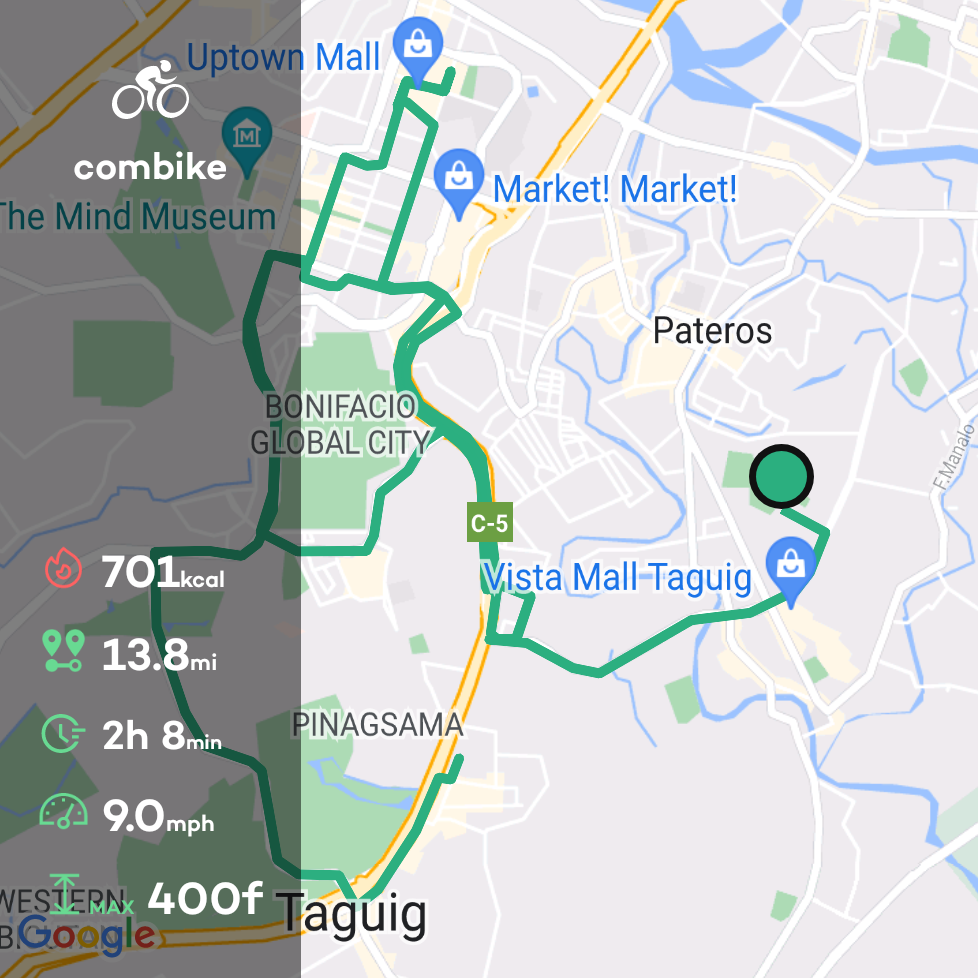 Uptown Mall
combike
Market! Market!
The Mind Museum
Pateros
BONIFACIO
GLOBAL CITY
F.Manalo
C-5
Vista Mall Taguig
701kcal
13.8mi
PINAGSAMA
2h 8min
9.0mph
WESTERN
MAX 400f
Taguig
Google